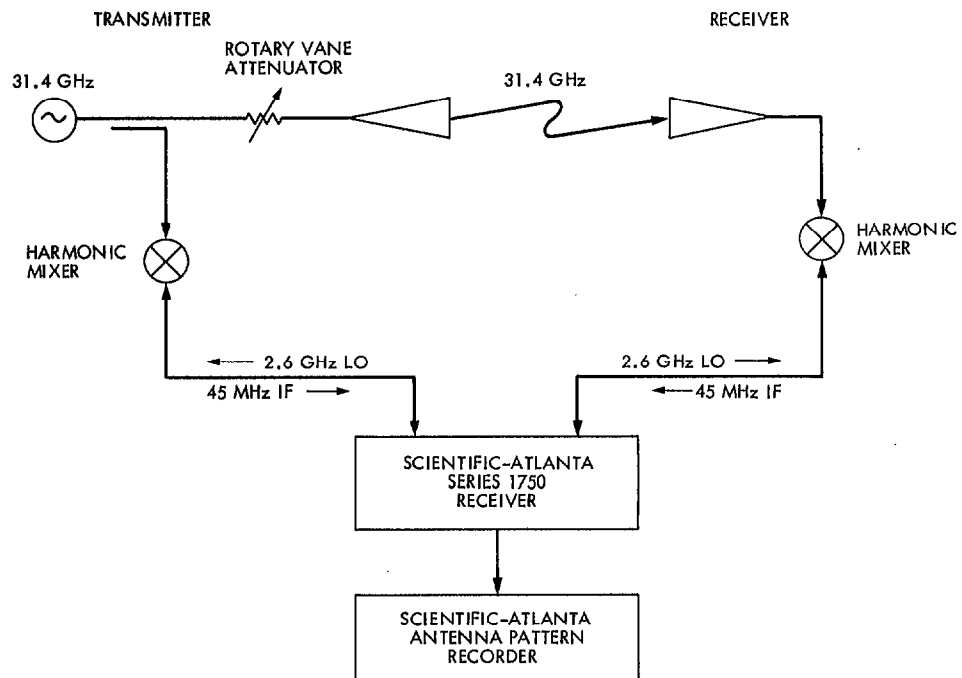 TRANSMITTER
RECEIVER
ROTARY VANE
ATTENUATOR
31.4 GHz
31.4 GHz
HARMONIC
MIXER
HARMONIC
MIXER
2.6 GHz LO
45 MHz IF
2.6 GHz LO
45 MHz IF
SCIENTIFIC-ATLANTA
SERIES 1750
RECEIVER
SCIENTIFIC-ATLANTA
ANTENNA PATTERN
RECORDER